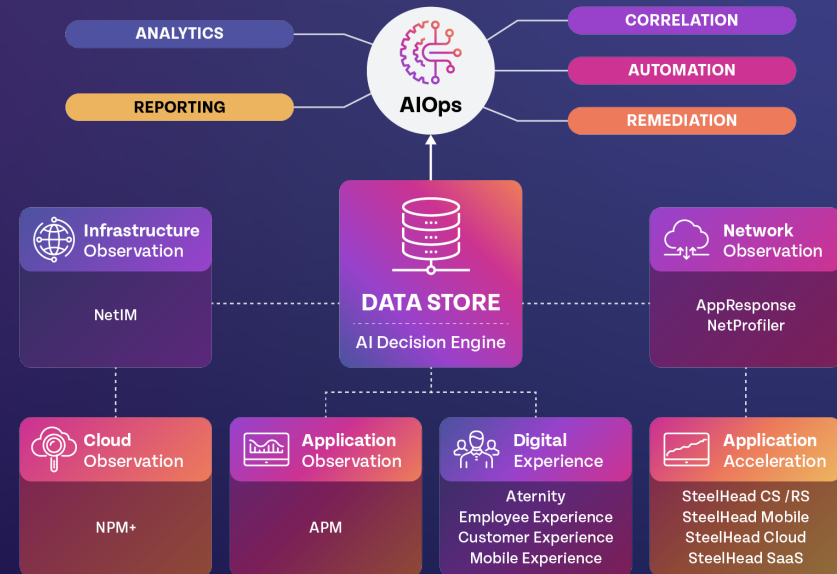 ANALYTICS
REPORTING
AIOps
CORRELATION
AUTOMATION
REMEDIATION
Infrastructure
Observation
NetIM
DATA STORE
AI Decision Engine
Network
Observation
AppResponse
NetProfiler
Cloud
Observation
NPM+
Application
Observation
APM
Digital
Experience
Aternity
Employee Experience
Customer Experience
Mobile Experience
Application
Acceleration
SteelHead CS /RS
SteelHead Mobile
SteelHead Cloud
SteelHead SaaS